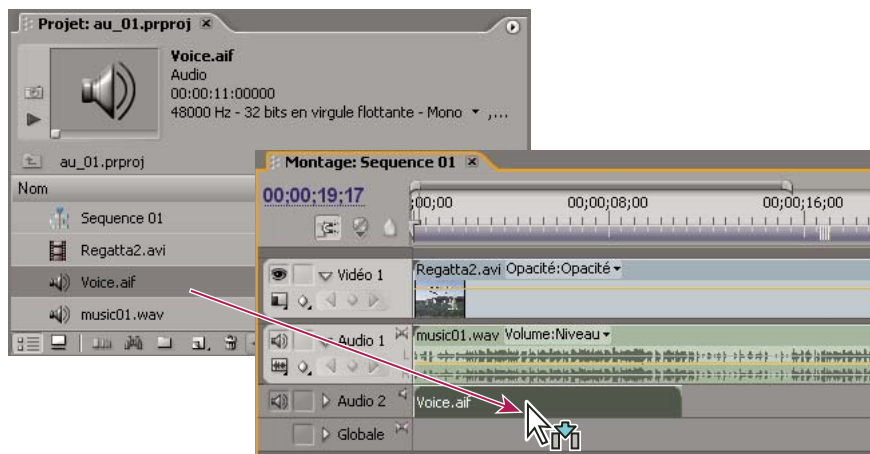 Projet: au_01.prproj
Voice.aif
Audio
00:00:11:00000
48000 Hz - 32 bits en virgule flottante - Mono ,...
au_01.prproj
Nom
Sequence 01
Regatta2.avi
Voice.aif
music01.wav
Montage: Sequence 01
00;00;19;17
;00;00 00;00;08;00 00;00;16;00
Vidéo 1 Regatta2.avi Opacité:Opacité
Audio 1 music01.wav Volume:Niveau
L
R
Audio 2 Voice.aif
Globale